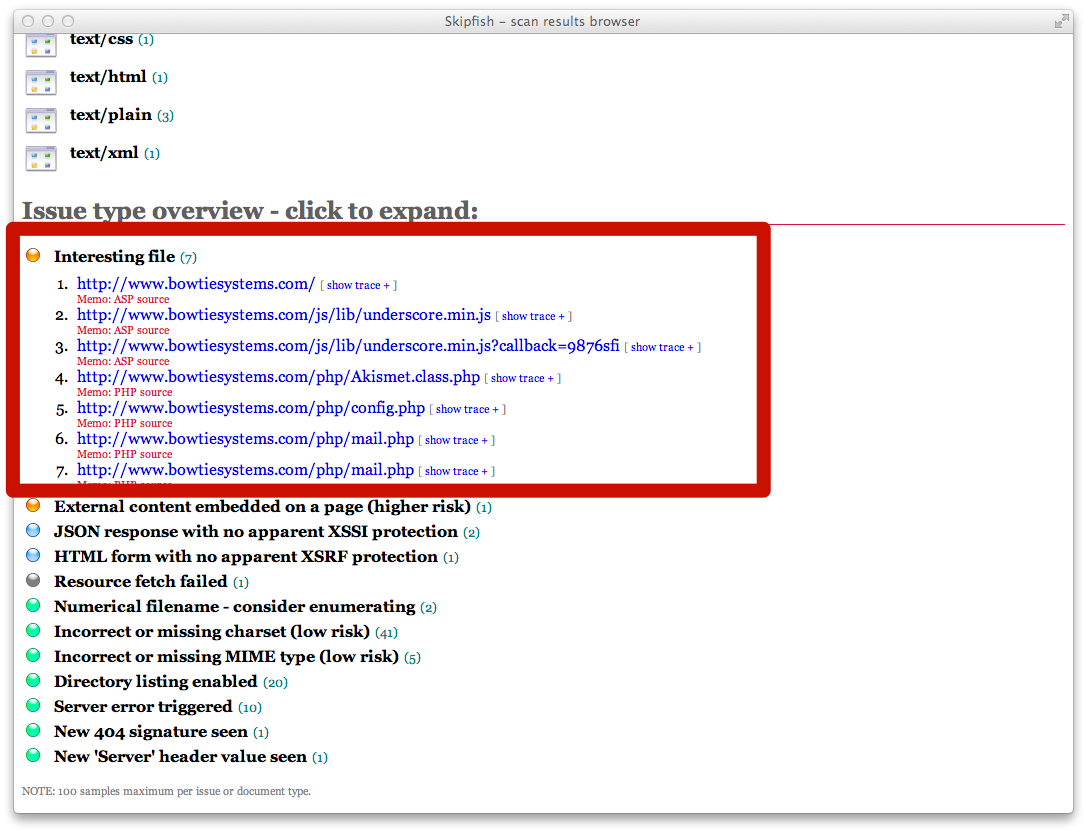 Skipfish – scan results browser
text/css (1)
text/html (1)
text/plain (3)
text/xml (1)
Issue type overview - click to expand:
Interesting file (7)
1. http://www.bowtiesystems.com/ [ show trace + ]
Memo: ASP source
2. http://www.bowtiesystems.com/js/lib/underscore.min.js [ show trace + ]
Memo: ASP source
3. http://www.bowtiesystems.com/js/lib/underscore.min.js?callback=9876sfi [ show trace + ]
Memo: ASP source
4. http://www.bowtiesystems.com/php/Akismet.class.php [ show trace + ]
Memo: PHP source
5. http://www.bowtiesystems.com/php/config.php [ show trace + ]
Memo: PHP source
6. http://www.bowtiesystems.com/php/mail.php [ show trace + ]
Memo: PHP source
7. http://www.bowtiesystems.com/php/mail.php [ show trace + ]
Memo: PHP source
External content embedded on a page (higher risk) (1)
JSON response with no apparent XSSI protection (2)
HTML form with no apparent XSRF protection (1)
Resource fetch failed (1)
Numerical filename - consider enumerating (2)
Incorrect or missing charset (low risk) (41)
Incorrect or missing MIME type (low risk) (5)
Directory listing enabled (20)
Server error triggered (10)
New 404 signature seen (1)
New 'Server' header value seen (1)
NOTE: 100 samples maximum per issue or document type.